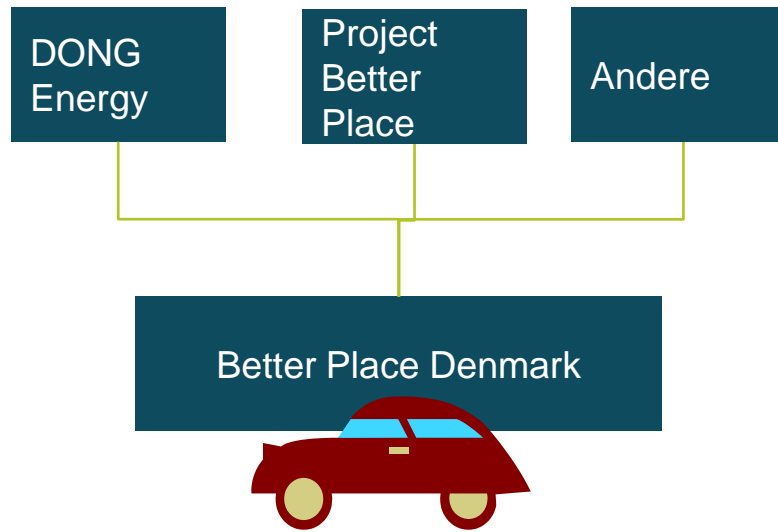 DONG
Energy
Project
Better
Place
Andere
Better Place Denmark